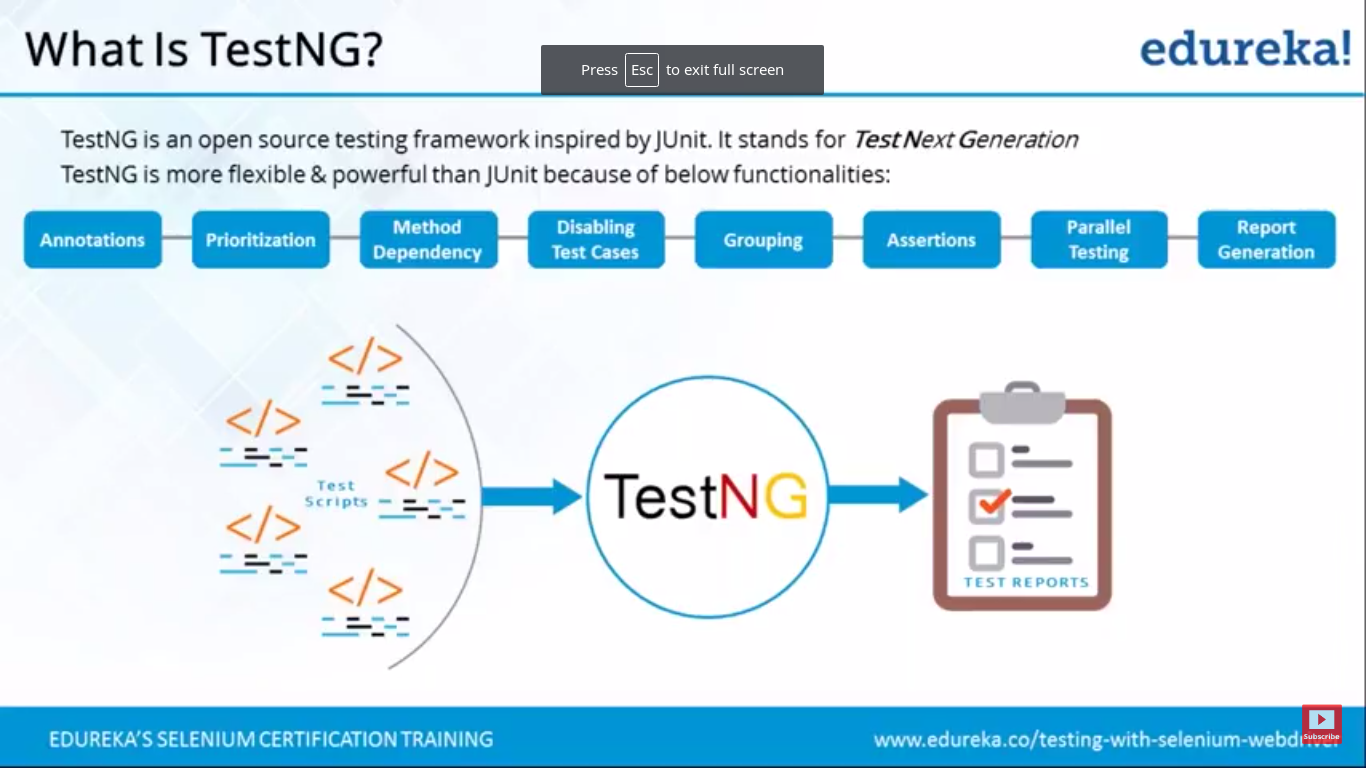 What Is TestNG?
edureka!
Press Esc to exit full screen
TestNG is an open source testing framework inspired by JUnit. It stands for Test Next Generation
TestNG is more flexible & powerful than JUnit because of below functionalities:
Annotations
Prioritization
Method
Dependency
Disabling
Test Cases
Grouping
Assertions
Parallel
Testing
Report
Generation
</>
</>
</>
</>
</>
Test
Scripts
TestNG
TEST REPORTS
EDUREKA'S SELENIUM CERTIFICATION TRAINING
www.edureka.co/testing-with-selenium-
Subscribe